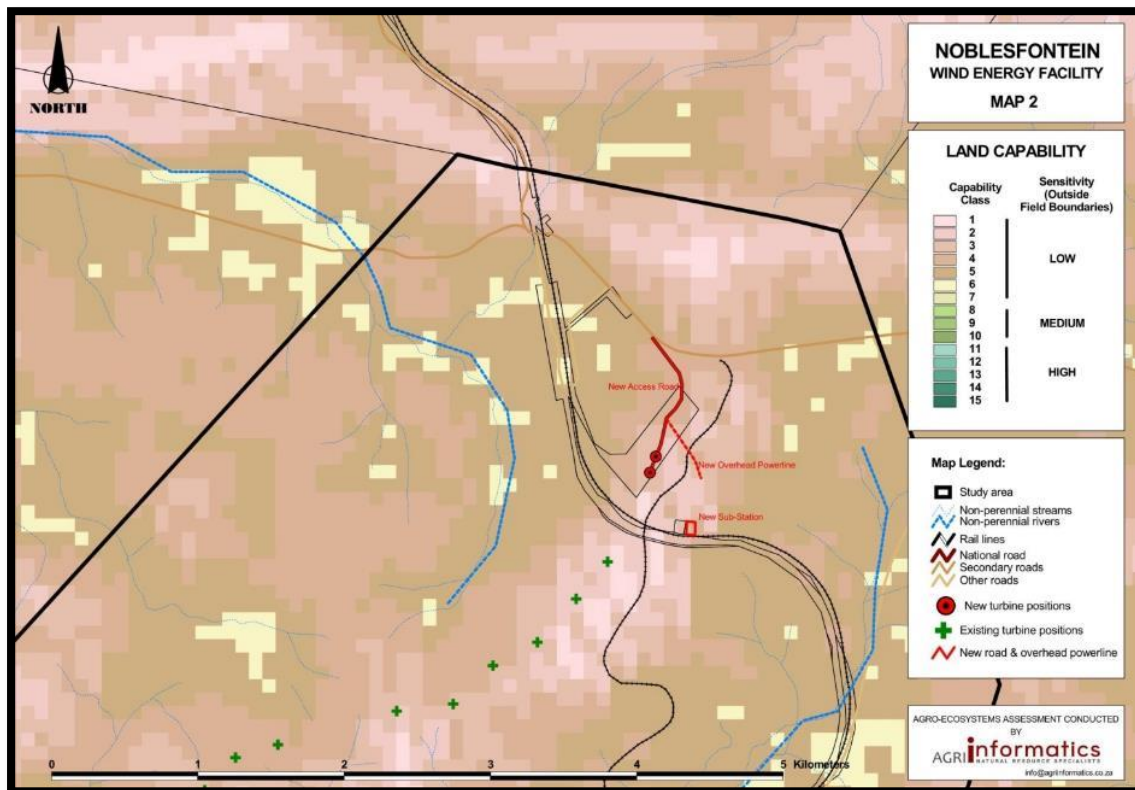 NORTH
NOBLESFONTEIN
WIND ENERGY FACILITY
MAP 2
LAND CAPABILITY
Capability
Class
Sensitivity
(Outside
Field Boundaries)
1
2
3
4
5
6
7
8
9
10
11
12
13
14
15
LOW
MEDIUM
HIGH
New Access Road
New Overhead Powerline
New Sub-Station
Map Legend:
Study area
Non-perennial streams
Non-perennial rivers
Rail lines
National road
Secondary roads
Other roads
New turbine positions
Existing turbine positions
New road & overhead powerline
AGRO-ECOSYSTEMS ASSESSMENT CONDUCTED
BY
AGRI informatics
NATURAL RESOURCE SPECIALISTS
info@agriinformatics.co.za
0 1 2 3 4 5 Kilometers